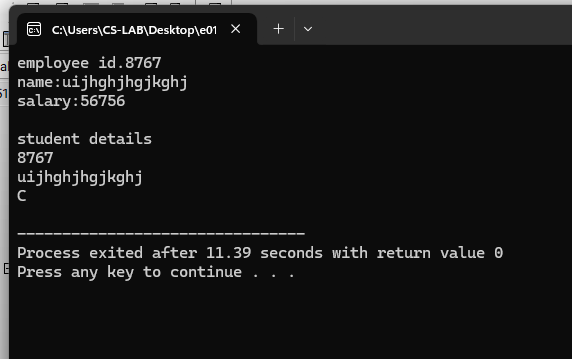 C:\Users\CS-LAB\Desktop\e01
employee id.8767
name:uijhghjhgjkghj
salary:56756
student details
8767
uijhghjhgjkghj
C
--------------------------------
Process exited after 11.39 seconds with return value 0
Press any key to continue . . .